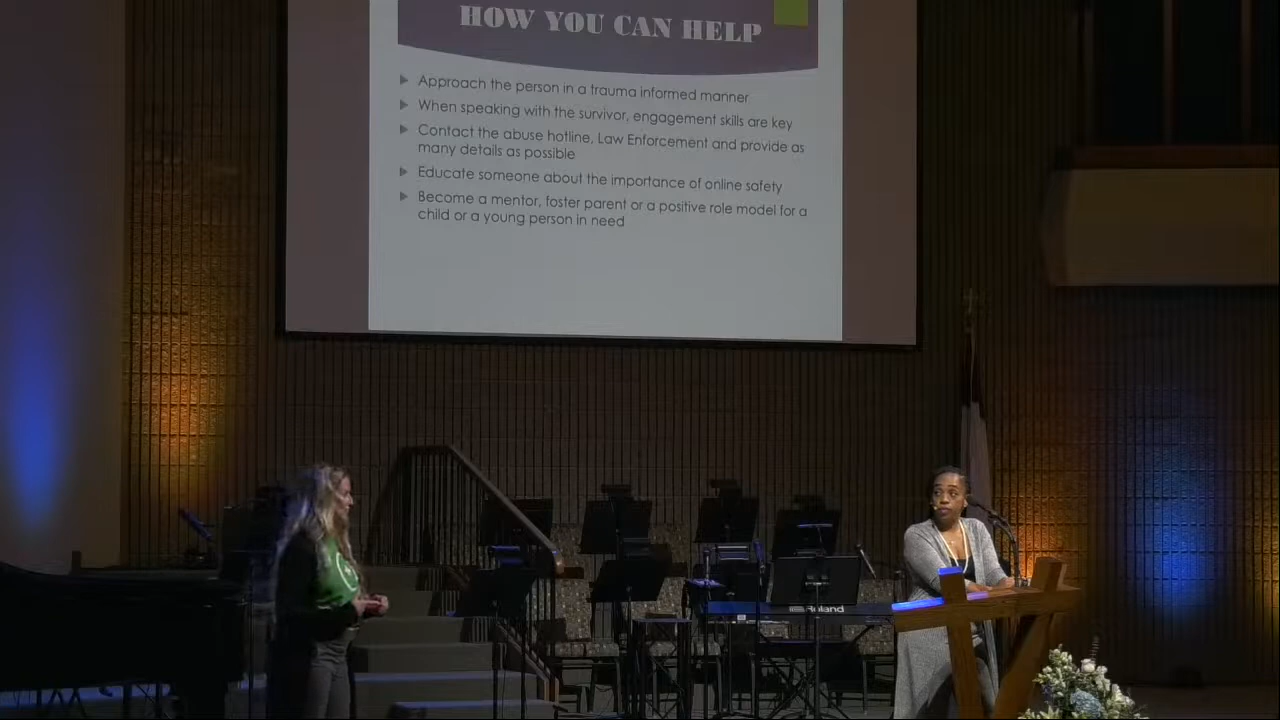 HOW YOU CAN HELP
Approach the person in a trauma informed manner
When speaking with the survivor, engagement skills are key
Contact the abuse hotline, Law Enforcement and provide as
many details as possible
Educate someone about the importance of online safety
Become a mentor, foster parent or a positive role model for a
child or a young person in need
Roland